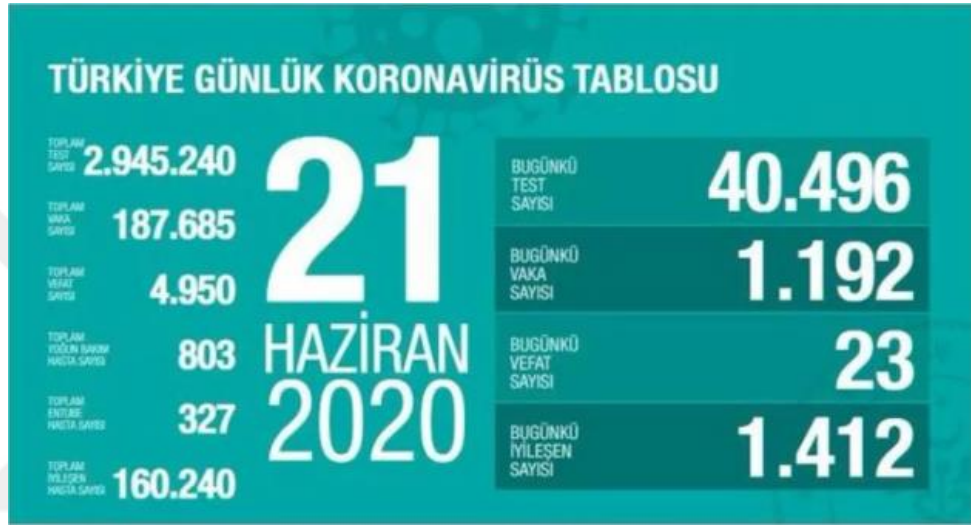 TÜRKİYE GÜNLÜK KORONAVİRÜS TABLOSU
TOPLAM
TEST
SAYISI
2.945.240
TOPLAM
VAKA
SAYISI
187.685
TOPLAM
VEFAT
SAYISI
4.950
TOPLAM
YOĞUN BAKIM
HASTA SAYISI
803
TOPLAM
ENTUBE
HASTA SAYISI
327
TOPLAM
İYİLEŞEN
HASTA SAYISI
160.240
21
HAZİRAN
2020
BUGÜNKÜ
TEST
SAYISI
40.496
BUGÜNKÜ
VAKA
SAYISI
1.192
BUGÜNKÜ
VEFAT
SAYISI
23
BUGÜNKÜ
İYİLEŞEN
SAYISI
1.412